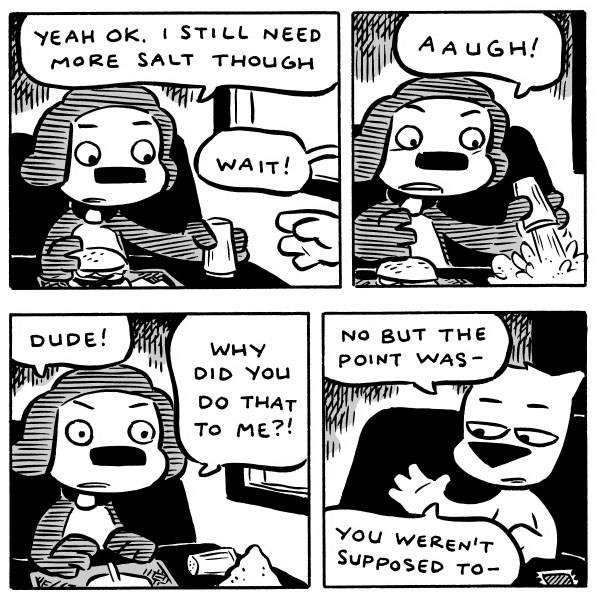 YEAH OK. I STILL NEED
MORE SALT THOUGH
WAIT!
AAUGH!
DUDE!
WHY
DID YOU
DO THAT
TO ME?!
NO BUT THE
POINT WAS-
YOU WEREN'T
SUPPOSED TO-